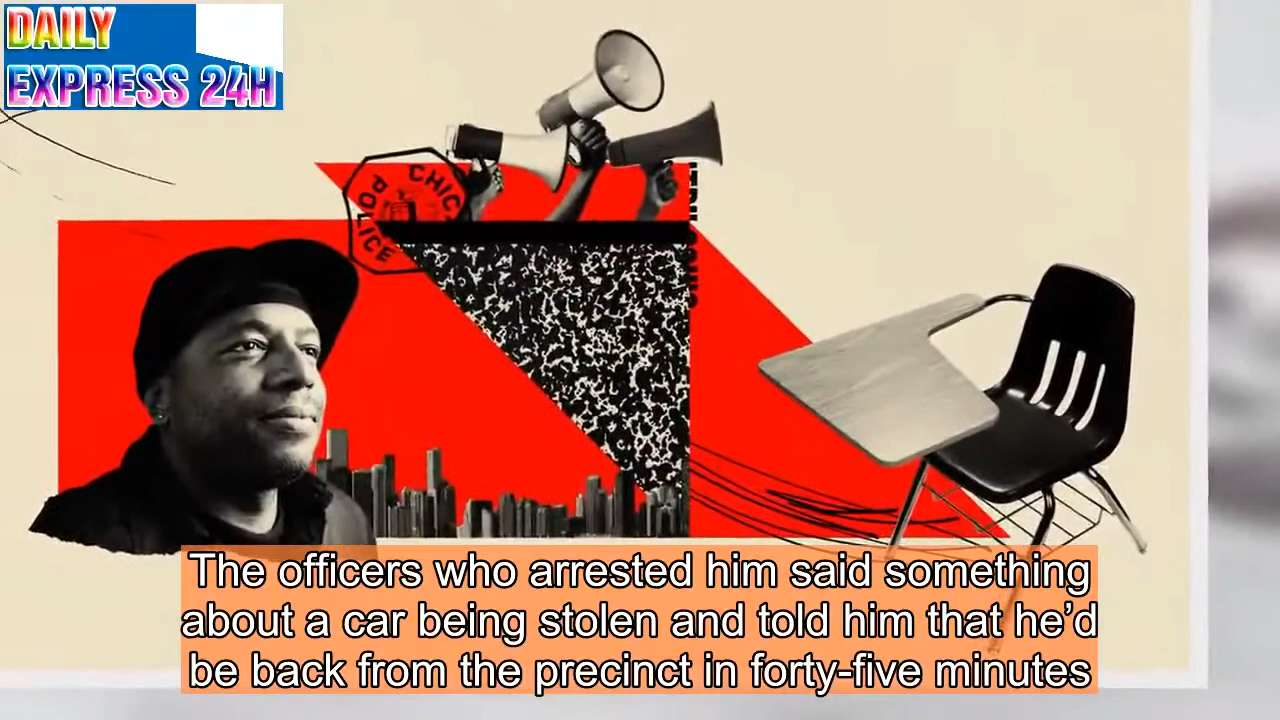 DAILY
EXPRESS 24H
CHIC
POLICE
The officers who arrested him said something
about a car being stolen and told him that he’d
be back from the precinct in forty-five minutes